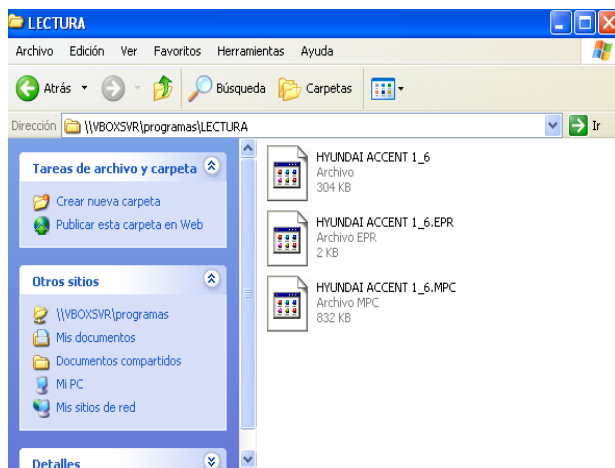 LECTURA
Archivo Edición Ver Favoritos Herramientas Ayuda
Atrás Búsqueda Carpetas
Dirección \\VBOXSVR\programas\LECTURA Ir
Tareas de archivo y carpeta
Crear nueva carpeta
Publicar esta carpeta en Web
Otros sitios
\\VBOXSVR\programas
Mis documentos
Documentos compartidos
Mi PC
Mis sitios de red
Detalles
HYUNDAI ACCENT 1_6
Archivo
304 KB
HYUNDAI ACCENT 1_6.EPR
Archivo EPR
2 KB
HYUNDAI ACCENT 1_6.MPC
Archivo MPC
832 KB